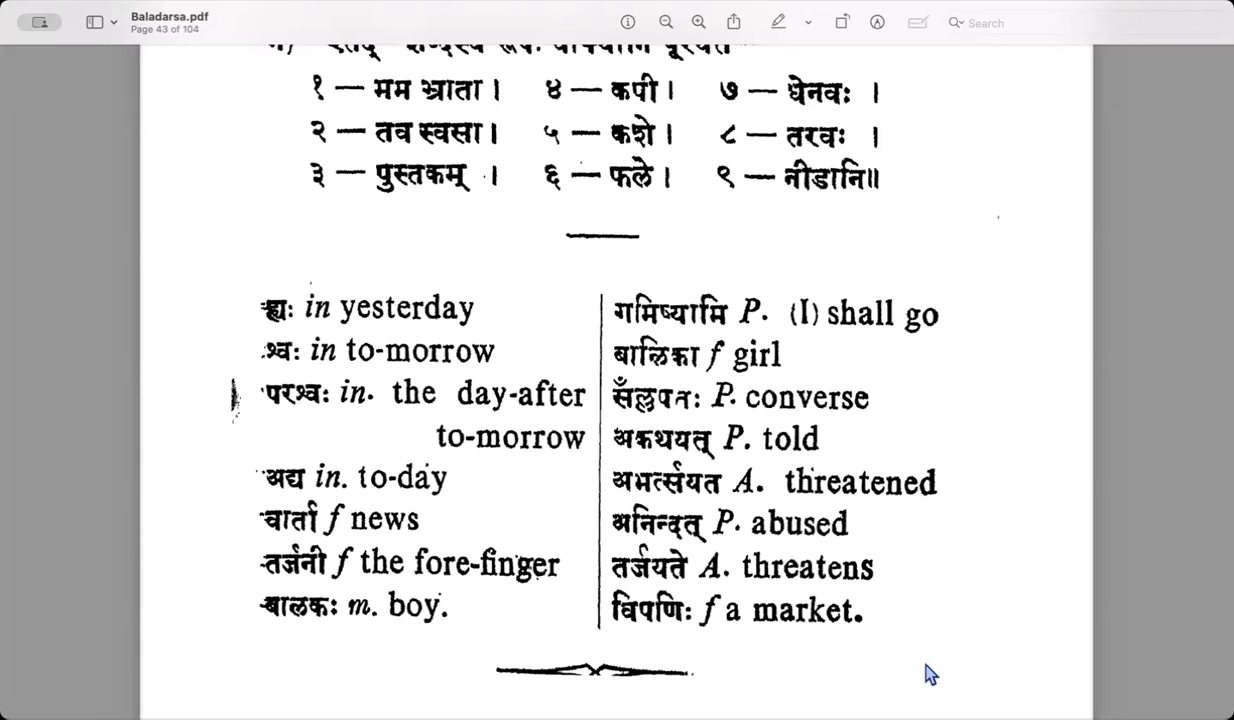 Baladarsa.pdf
Page 43 of 104
Search
१ — मम भ्राता । ४ — कपी । ७ — धेनवः ।
२ — तव स्वसा । ५ — कशे । ८ — तरवः ।
३ — पुस्तकम् । ६ — फले । ९ — नीडानि ॥
ह्यः in yesterday
श्वः in to-morrow
परश्वः in. the day-after
to-morrow
अद्य in. to-day
वार्ता f news
तर्जनी f the fore-finger
बालकः m. boy.
गमिष्यामि P. (I) shall go
बालिका f girl
सँल्लपतः P. converse
अकथयत् P. told
अभर्त्सयत A. threatened
अनिन्दत् P. abused
तर्जयते A. threatens
विपणिः f a market.